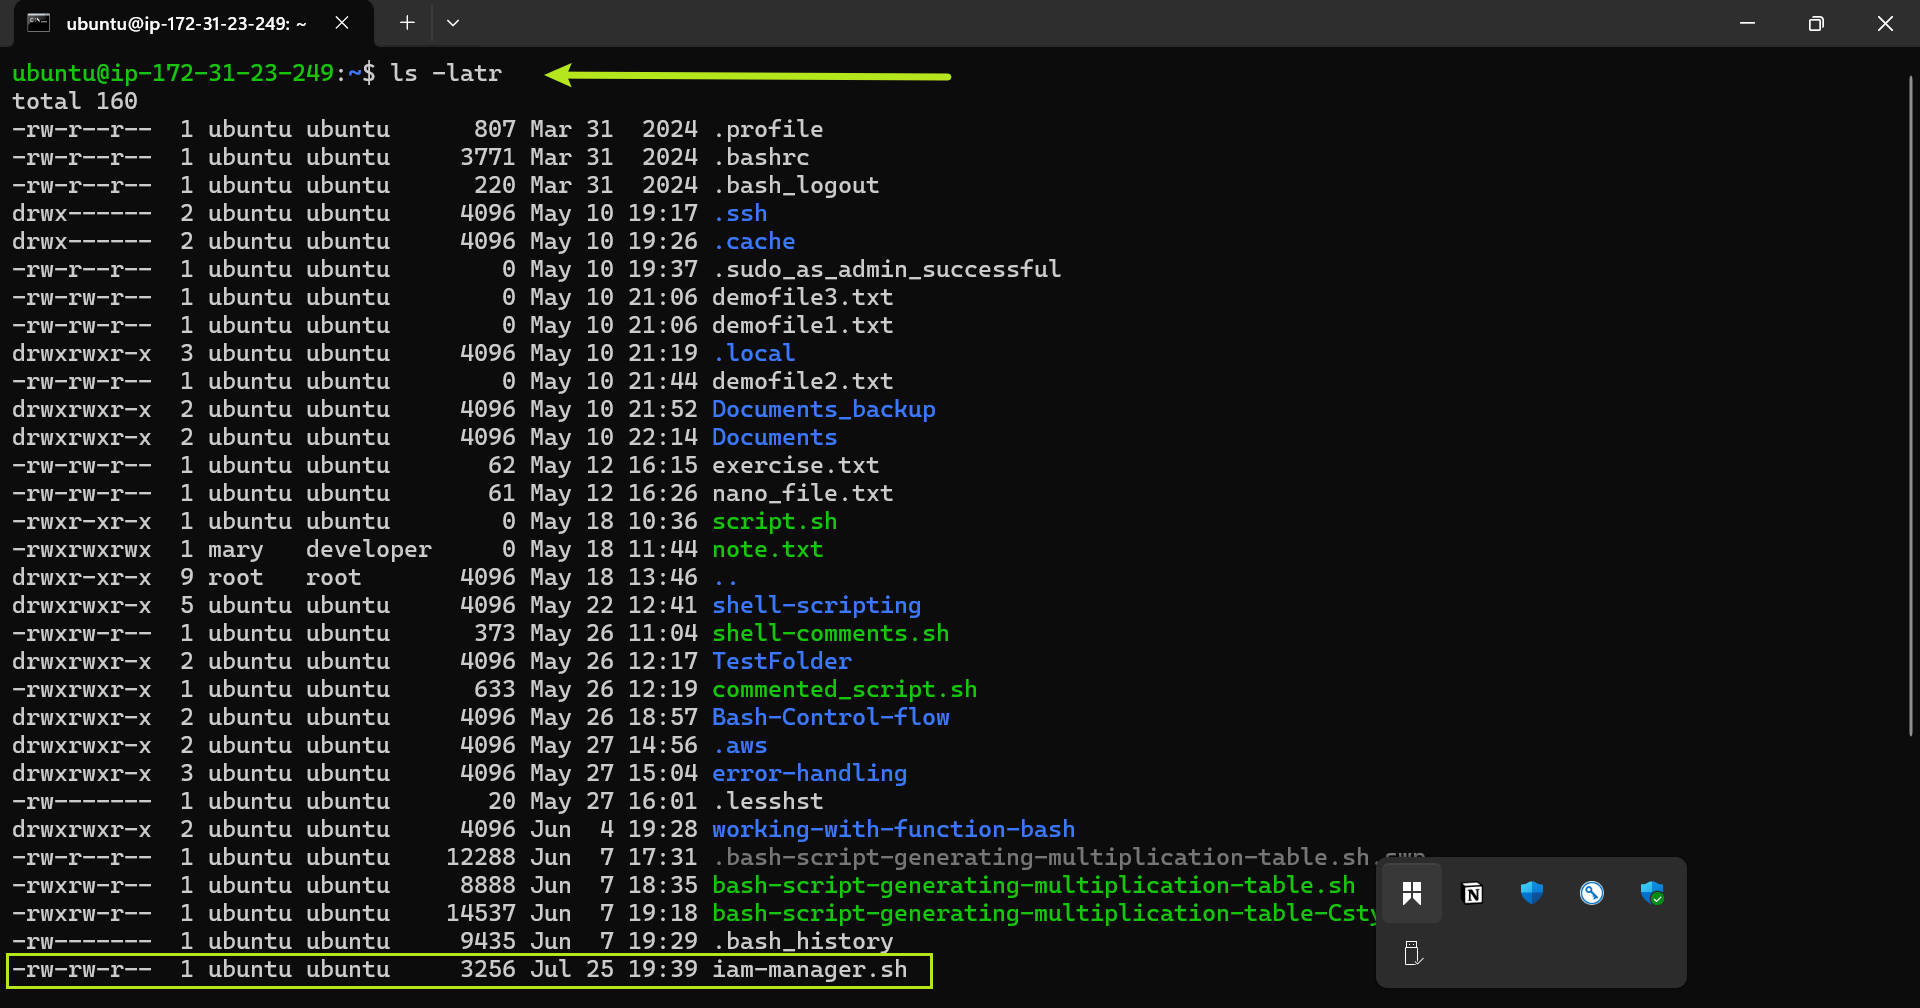 ubuntu@ip-172-31-23-249: ~
ubuntu@ip-172-31-23-249:~$ ls -latr
total 160
-rw-r--r--  1 ubuntu ubuntu      807 Mar 31  2024 .profile
-rw-r--r--  1 ubuntu ubuntu     3771 Mar 31  2024 .bashrc
-rw-r--r--  1 ubuntu ubuntu      220 Mar 31  2024 .bash_logout
drwx------  2 ubuntu ubuntu     4096 May 10 19:17 .ssh
drwx------  2 ubuntu ubuntu     4096 May 10 19:26 .cache
-rw-r--r--  1 ubuntu ubuntu        0 May 10 19:37 .sudo_as_admin_successful
-rw-rw-r--  1 ubuntu ubuntu        0 May 10 21:06 demofile3.txt
-rw-rw-r--  1 ubuntu ubuntu        0 May 10 21:06 demofile1.txt
drwxrwxr-x  3 ubuntu ubuntu     4096 May 10 21:19 .local
-rw-rw-r--  1 ubuntu ubuntu        0 May 10 21:44 demofile2.txt
drwxrwxr-x  2 ubuntu ubuntu     4096 May 10 21:52 Documents_backup
drwxrwxr-x  2 ubuntu ubuntu     4096 May 10 22:14 Documents
-rw-rw-r--  1 ubuntu ubuntu       62 May 12 16:15 exercise.txt
-rw-rw-r--  1 ubuntu ubuntu       61 May 12 16:26 nano_file.txt
-rwxr-xr-x  1 ubuntu ubuntu        0 May 18 10:36 script.sh
-rwxrwxrwx  1 mary   developer     0 May 18 11:44 note.txt
drwxr-xr-x  9 root   root       4096 May 18 13:46 ..
drwxrwxr-x  5 ubuntu ubuntu     4096 May 22 12:41 shell-scripting
-rwxrw-r--  1 ubuntu ubuntu      373 May 26 11:04 shell-comments.sh
drwxrwxr-x  2 ubuntu ubuntu     4096 May 26 12:17 TestFolder
-rwxrwxr-x  1 ubuntu ubuntu      633 May 26 12:19 commented_script.sh
drwxrwxr-x  2 ubuntu ubuntu     4096 May 26 18:57 Bash-Control-flow
drwxrwxr-x  2 ubuntu ubuntu     4096 May 27 14:56 .aws
drwxrwxr-x  3 ubuntu ubuntu     4096 May 27 15:04 error-handling
-rw-------  1 ubuntu ubuntu       20 May 27 16:01 .lesshst
drwxrwxr-x  2 ubuntu ubuntu     4096 Jun  4 19:28 working-with-function-bash
-rw-r--r--  1 ubuntu ubuntu    12288 Jun  7 17:31 .bash-script-generating-multiplication-table.sh.swp
-rwxrw-r--  1 ubuntu ubuntu     8888 Jun  7 18:35 bash-script-generating-multiplication-table.sh
-rwxrw-r--  1 ubuntu ubuntu    14537 Jun  7 19:18 bash-script-generating-multiplication-table-Csty
-rw-------  1 ubuntu ubuntu     9435 Jun  7 19:29 .bash_history
-rw-rw-r--  1 ubuntu ubuntu     3256 Jul 25 19:39 iam-manager.sh